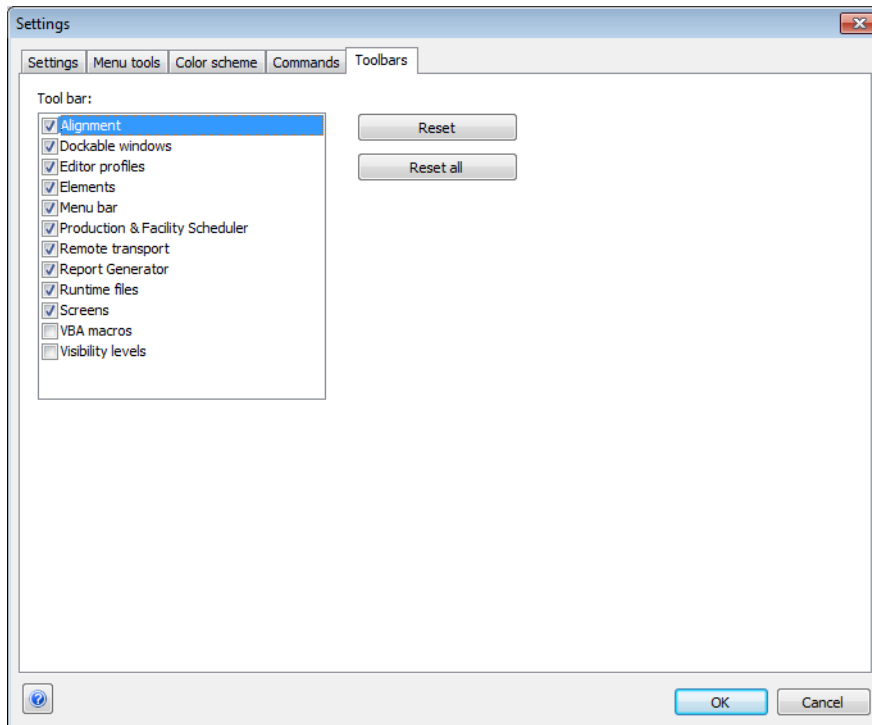 Settings
Settings Menu tools Color scheme Commands Toolbars
Tool bar:
Alignment
Dockable windows
Editor profiles
Elements
Menu bar
Production & Facility Scheduler
Remote transport
Report Generator
Runtime files
Screens
VBA macros
Visibility levels
Reset
Reset all
?
OK Cancel